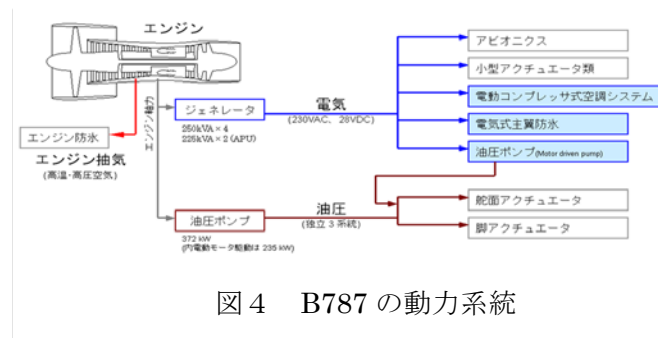 エンジン
アビオニクス
小型アクチュエータ類
電動コンプレッサ式空調システム
電気式主翼防氷
油圧ポンプ(Motor driven pump)
電気
(230VAC, 28VDC)
ジェネレータ
250kVA×4
225kVA×2 (APU)
エンジン軸力
エンジン防氷
エンジン抽気
(高温・高圧空気)
油圧
(独立3系統)
油圧ポンプ
372 kW
(内電動モータ駆動は 235 kW)
舵面アクチュエータ
脚アクチュエータ
図4 B787の動力系統